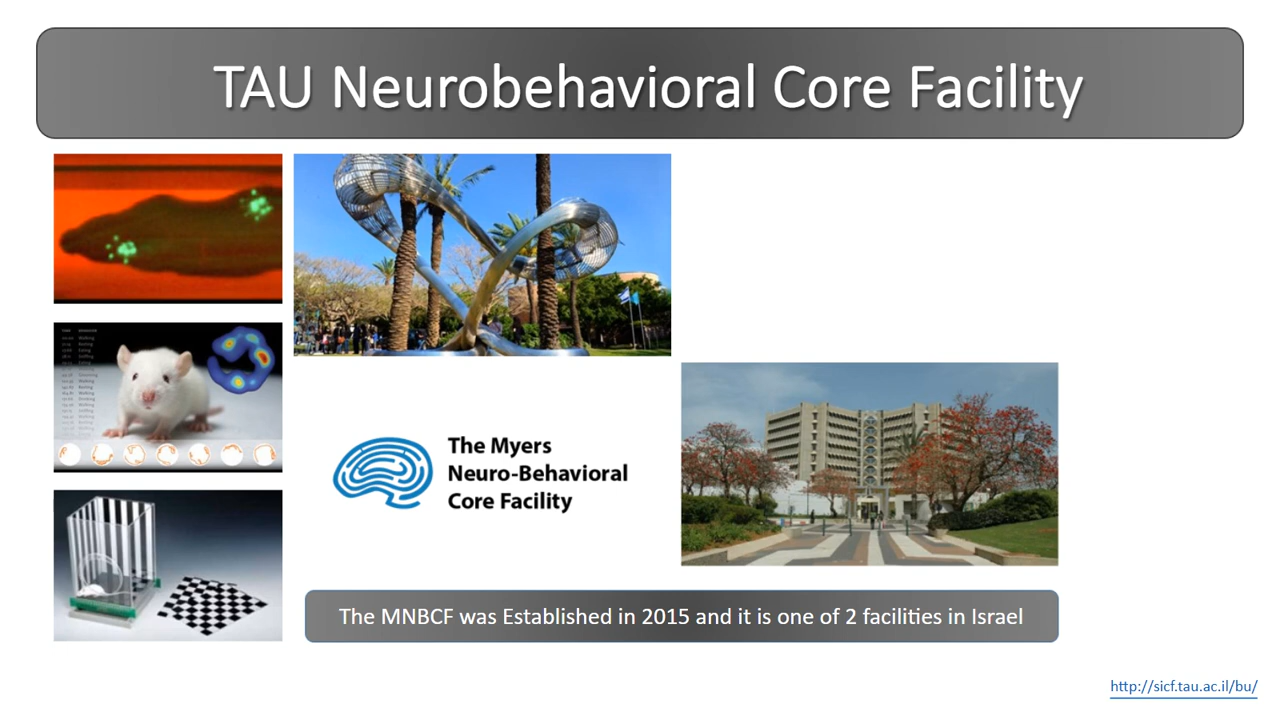 TAU Neurobehavioral Core Facility
The Myers
Neuro-Behavioral
Core Facility
The MNBCF was Established in 2015 and it is one of 2 facilities in Israel
http://sicf.tau.ac.il/bu/